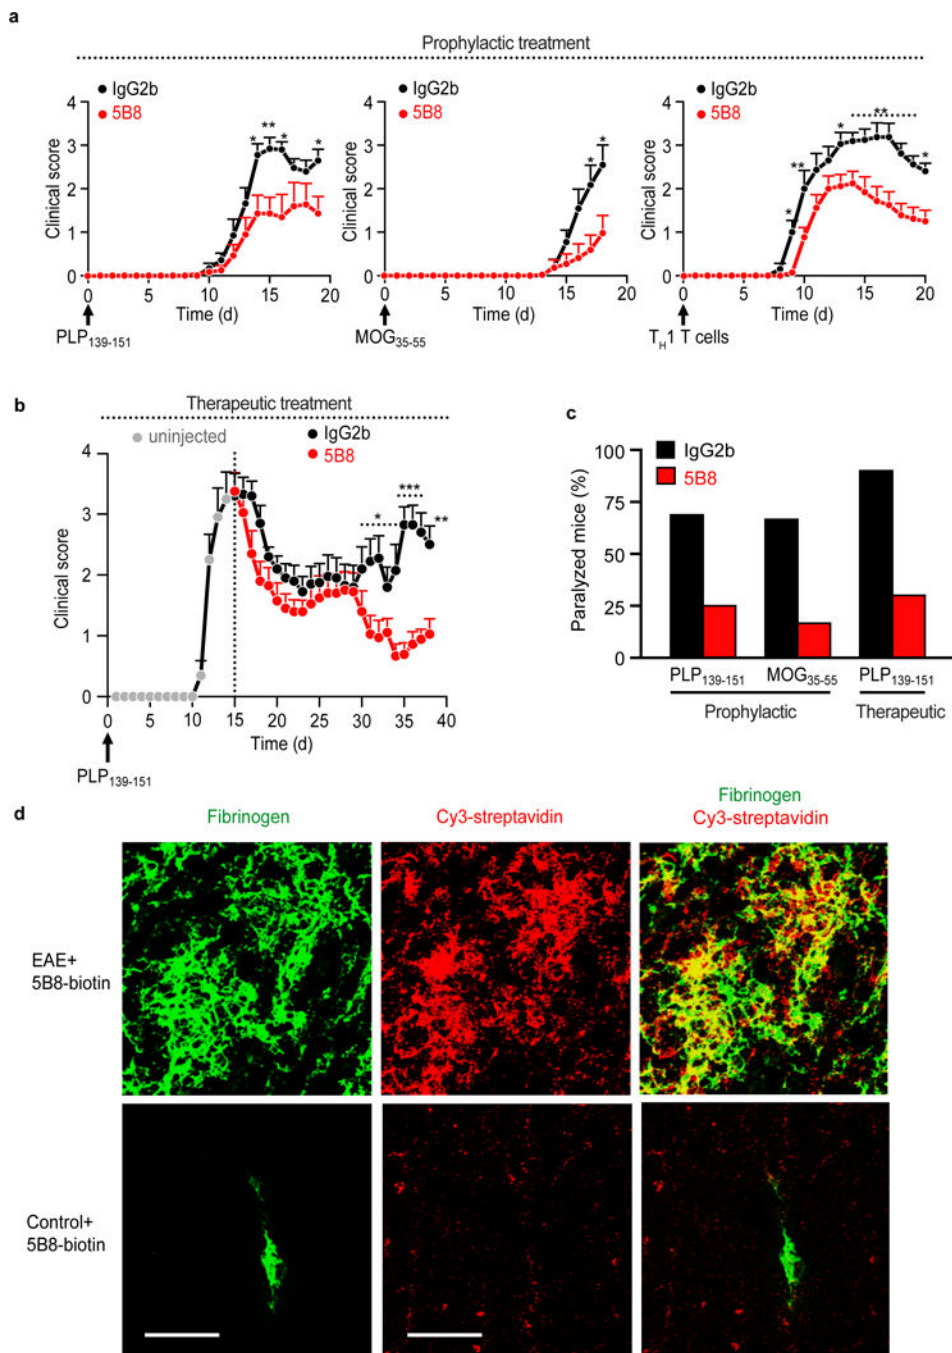 a
Prophylactic treatment
IgG2b
5B8
Clinical score
4
3
2
1
0
* ** * *
0 5 10 15 20
Time (d)
PLP139-151
IgG2b
5B8
Clinical score
4
3
2
1
0
* *
0 5 10 15 20
Time (d)
MOG35-55
IgG2b
5B8
Clinical score
4
3
2
1
0
* ** * ** *
0 5 10 15 20
Time (d)
TH1 T cells
b
Therapeutic treatment
uninjected
IgG2b
5B8
Clinical score
4
3
2
1
0
* *** **
0 5 10 15 20 25 30 35 40
Time (d)
PLP139-151
c
IgG2b
5B8
Paralyzed mice (%)
100
75
50
25
0
PLP139-151 MOG35-55 PLP139-151
Prophylactic Therapeutic
d
Fibrinogen
Cy3-streptavidin
Fibrinogen
Cy3-streptavidin
EAE+
5B8-biotin
Control+
5B8-biotin